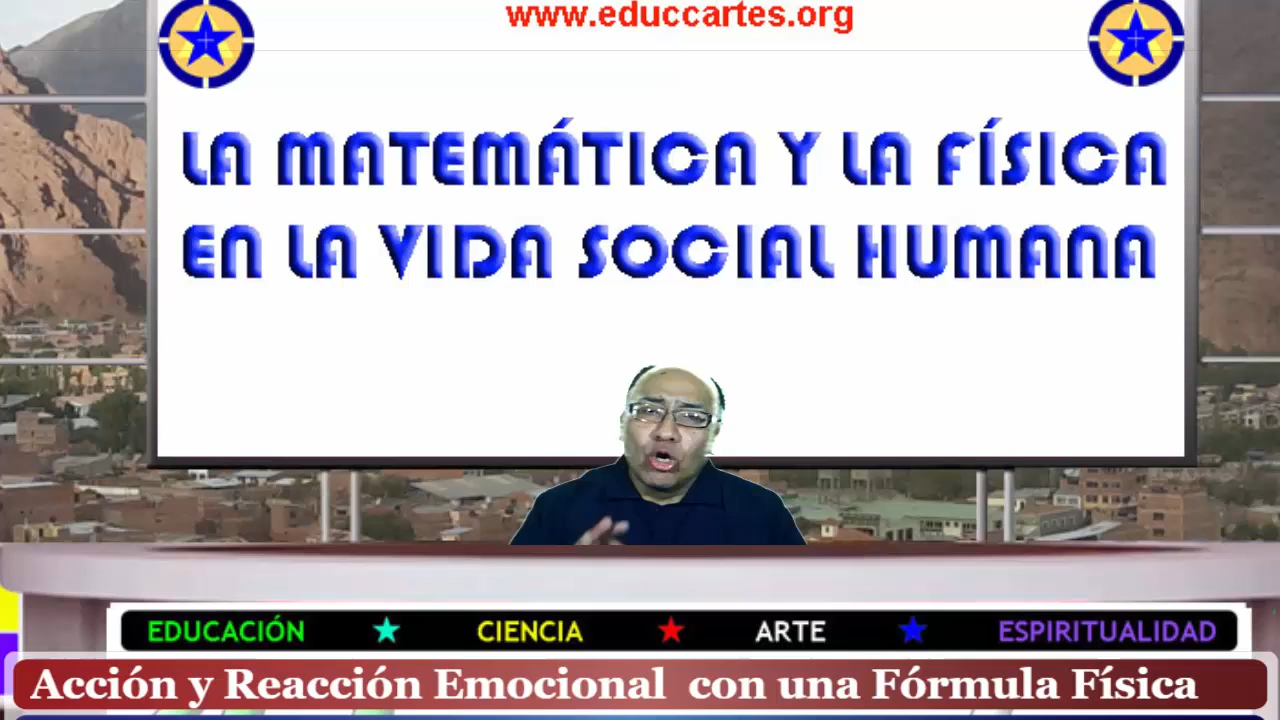 www.educcartes.org
LA MATEMÁTICA Y LA FÍSICA
EN LA VIDA SOCIAL HUMANA
EDUCACIÓN ★ CIENCIA ★ ARTE ★ ESPIRITUALIDAD
Acción y Reacción Emocional con una Fórmula Física